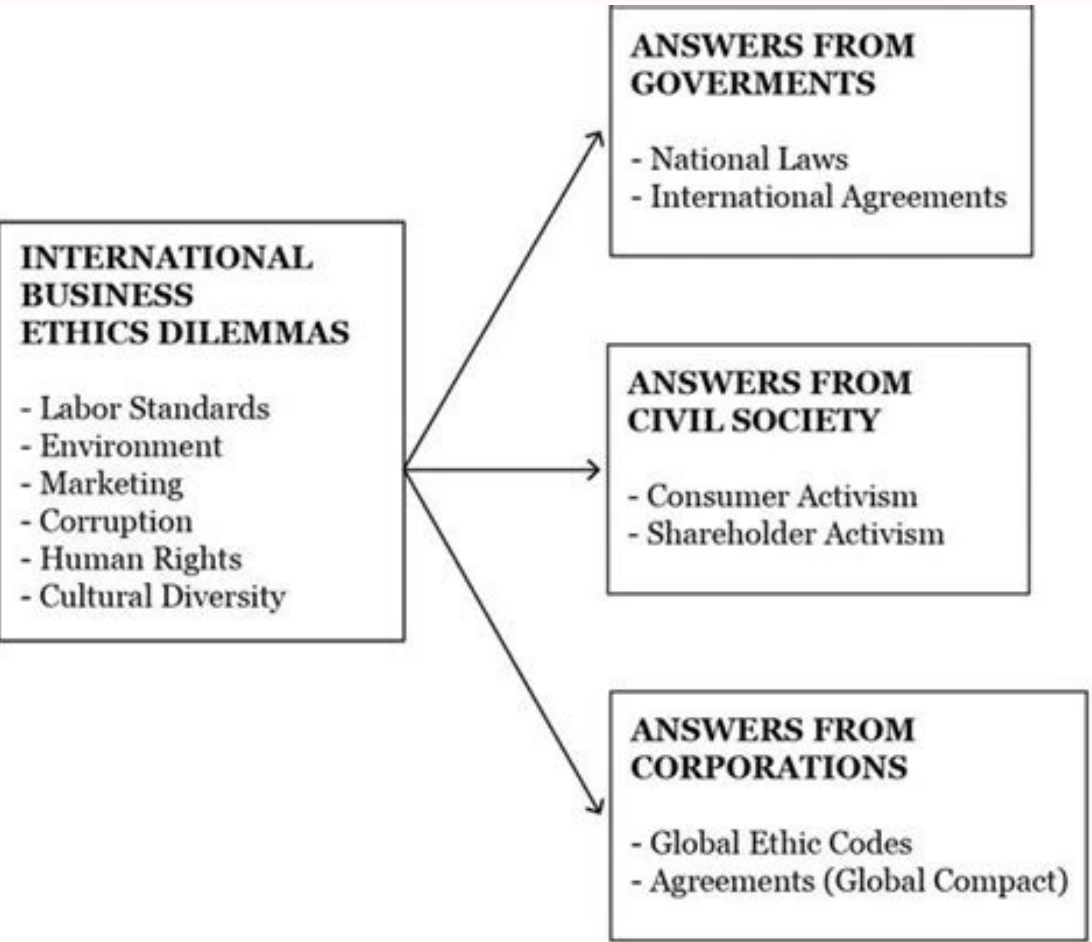 INTERNATIONAL
BUSINESS
ETHICS DILEMMAS
- Labor Standards
- Environment
- Marketing
- Corruption
- Human Rights
- Cultural Diversity
ANSWERS FROM
GOVERMENTS
- National Laws
- International Agreements
ANSWERS FROM
CIVIL SOCIETY
- Consumer Activism
- Shareholder Activism
ANSWERS FROM
CORPORATIONS
- Global Ethic Codes
- Agreements (Global Compact)